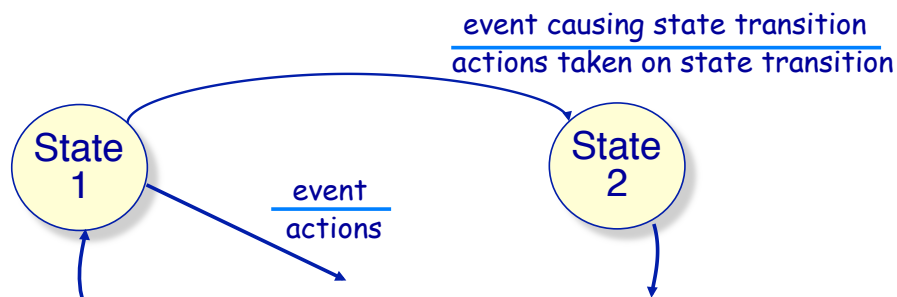 event causing state transition
actions taken on state transition
State
1
State
2
event
actions